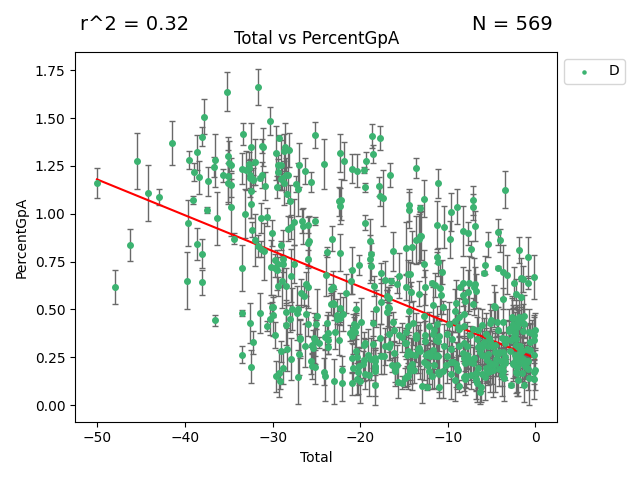 r^2 = 0.32
N = 569
Total vs PercentGpA
D
PercentGpA
1.75
1.50
1.25
1.00
0.75
0.50
0.25
0.00
−50
−40
−30
−20
−10
0
Total